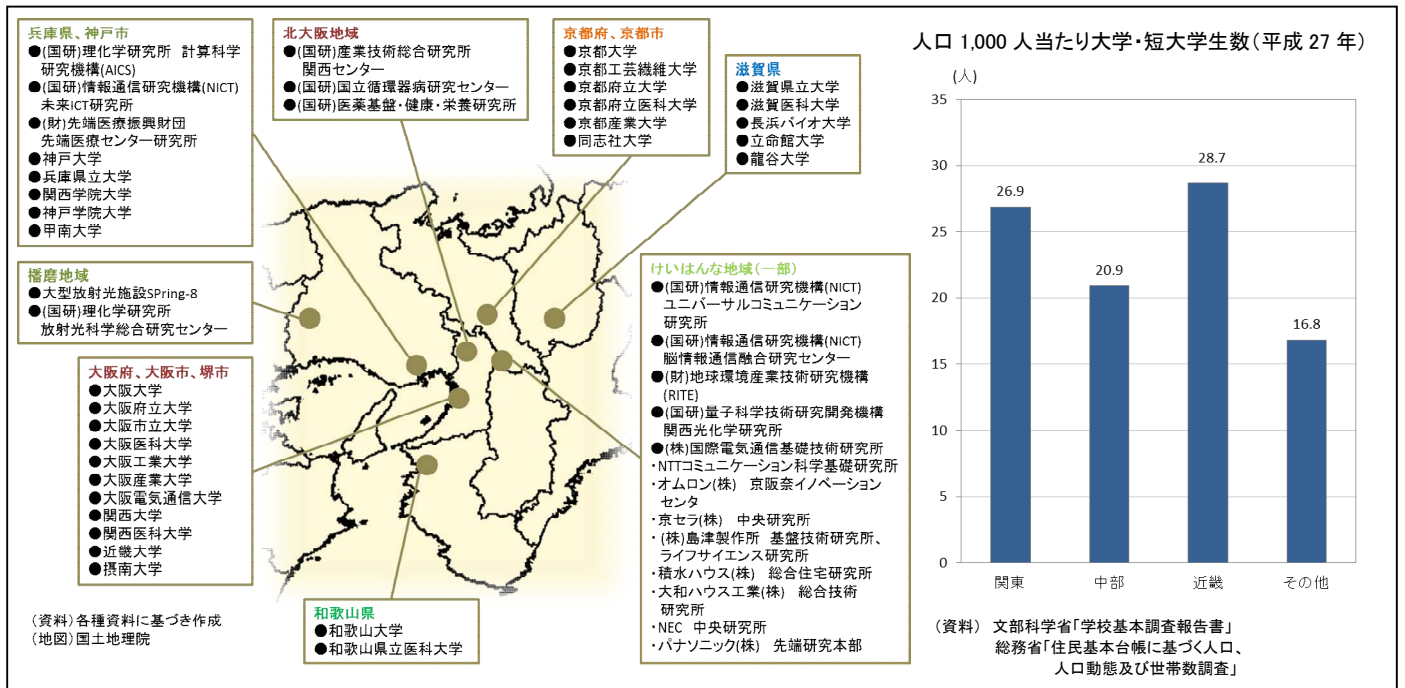 兵庫県、神戸市
●(国研)理化学研究所 計算科学
研究機構(AICS)
●(国研)情報通信研究機構(NICT)
未来ICT研究所
●(財)先端医療振興財団
先端医療センター研究所
●神戸大学
●兵庫県立大学
●関西学院大学
●神戸学院大学
●甲南大学
北大阪地域
●(国研)産業技術総合研究所
関西センター
●(国研)国立循環器病研究センター
●(国研)医薬基盤・健康・栄養研究所
京都府、京都市
●京都大学
●京都工芸繊維大学
●京都府立大学
●京都府立医科大学
●京都産業大学
●同志社大学
滋賀県
●滋賀県立大学
●滋賀医科大学
●長浜バイオ大学
●立命館大学
●龍谷大学
播磨地域
●大型放射光施設SPring-8
●(国研)理化学研究所
放射光科学総合研究センター
大阪府、大阪市、堺市
●大阪大学
●大阪府立大学
●大阪市立大学
●大阪医科大学
●大阪工業大学
●大阪産業大学
●大阪電気通信大学
●関西大学
●関西医科大学
●近畿大学
●摂南大学
けいはんな地域(一部)
●(国研)情報通信研究機構(NICT)
ユニバーサルコミュニケーション
研究所
●(国研)情報通信研究機構(NICT)
脳情報通信融合研究センター
●(財)地球環境産業技術研究機構
(RITE)
●(国研)量子科学技術研究開発機構
関西光化学研究所
●(株)国際電気通信基礎技術研究所
・NTTコミュニケーション科学基礎研究所
・オムロン(株) 京阪奈イノベーション
センタ
・京セラ(株) 中央研究所
・(株)島津製作所 基盤技術研究所、
ライフサイエンス研究所
・積水ハウス(株) 総合住宅研究所
・大和ハウス工業(株) 総合技術
研究所
・NEC 中央研究所
・パナソニック(株) 先端研究本部
和歌山県
●和歌山大学
●和歌山県立医科大学
(資料)各種資料に基づき作成
(地図)国土地理院
人口 1,000 人当たり大学・短大学生数(平成 27 年)
(人)
35
30
25
20
15
10
5
0
26.9
20.9
28.7
16.8
関東
中部
近畿
その他
(資料) 文部科学省「学校基本調査報告書」
総務省「住民基本台帳に基づく人口、
人口動態及び世帯数調査」